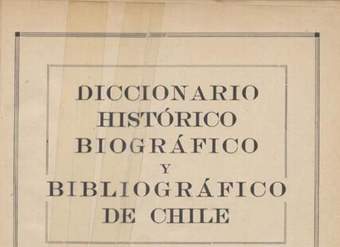 DICCIONARIO
HISTÓRICO
BIOGRÁFICO
Y
BIBLIOGRÁFICO
DE CHILE